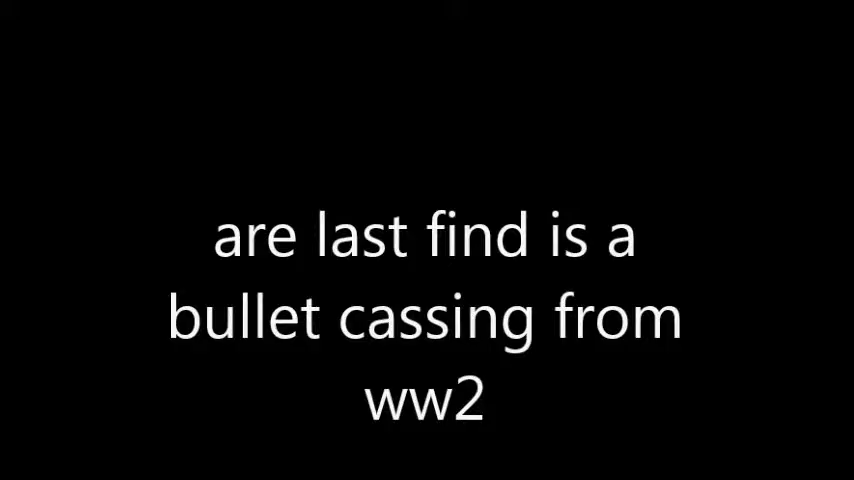 are last find is a
bullet cassing from
ww2